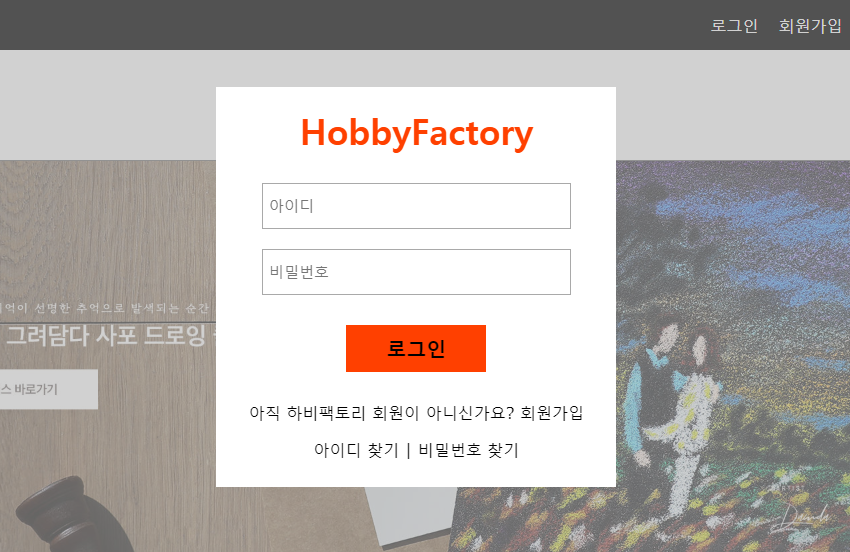 로그인 회원가입
HobbyFactory
아이디
비밀번호
억이 선명한 추억으로 발색되는 순간
그려담다 사포 드로잉
스 바로가기
로그인
아직 하비팩토리 회원이 아니신가요? 회원가입
아이디 찾기 | 비밀번호 찾기